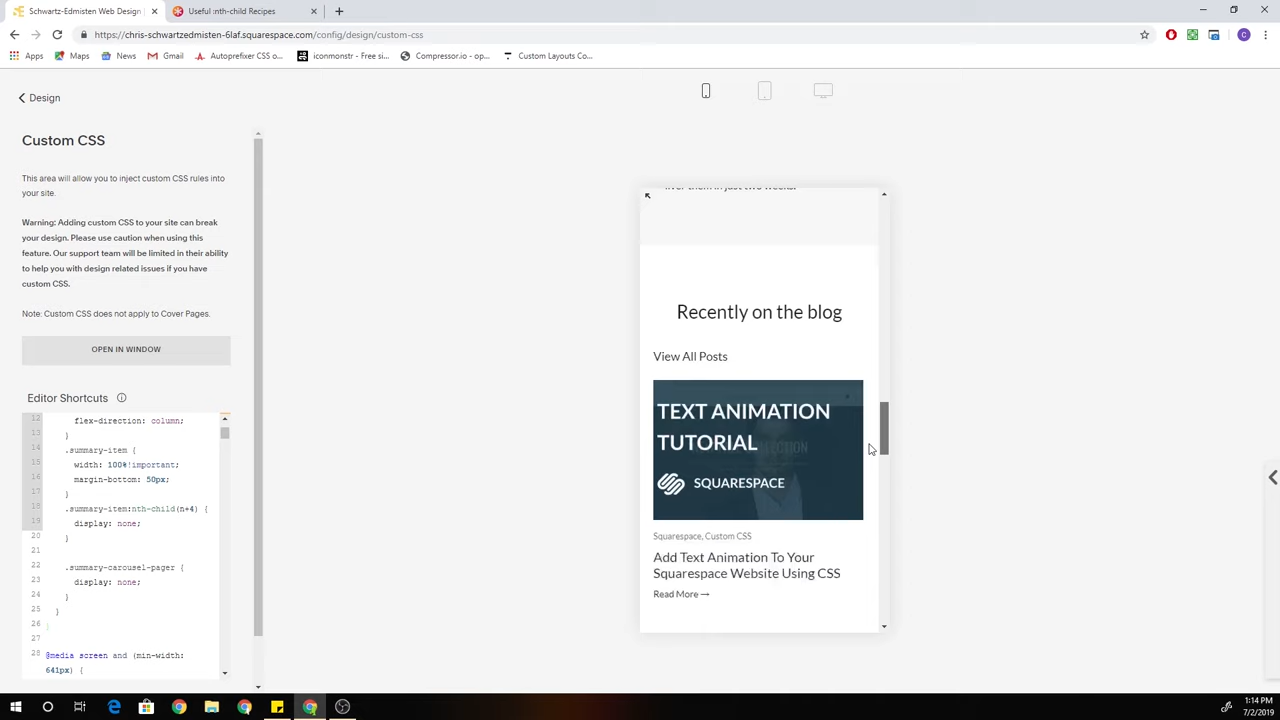 Schwartz-Edmisten Web Design
Useful :nth-child Recipes
https://chris-schwartzedmisten-6laf.squarespace.com/config/design/custom-css
C
Apps
Maps
News
Gmail
Autoprefixer CSS o...
iconmonstr - Free si...
Compressor.io - op...
Custom Layouts Co...
Design
Custom CSS
This area will allow you to inject custom CSS rules into
your site.
Warning: Adding custom CSS to your site can break
your design. Please use caution when using this
feature. Our support team will be limited in their ability
to help you with design related issues if you have
custom CSS.
Note: Custom CSS does not apply to Cover Pages.
OPEN IN WINDOW
Editor Shortcuts
12 flex-direction: column;
13 }
14 .summary-item {
15 width: 100%!important;
16 margin-bottom: 50px;
17 }
18 .summary-item:nth-child(n+4) {
19 display: none;
20 }
21
22 .summary-carousel-pager {
23 display: none;
24 }
25 }
26 }
27
28 @media screen and (min-width:
641px) {
liver them in just two weeks.
Recently on the blog
View All Posts
TEXT ANIMATION
TUTORIAL
SQUARESPACE
Squarespace, Custom CSS
Add Text Animation To Your
Squarespace Website Using CSS
Read More →
1:14 PM
7/2/2019